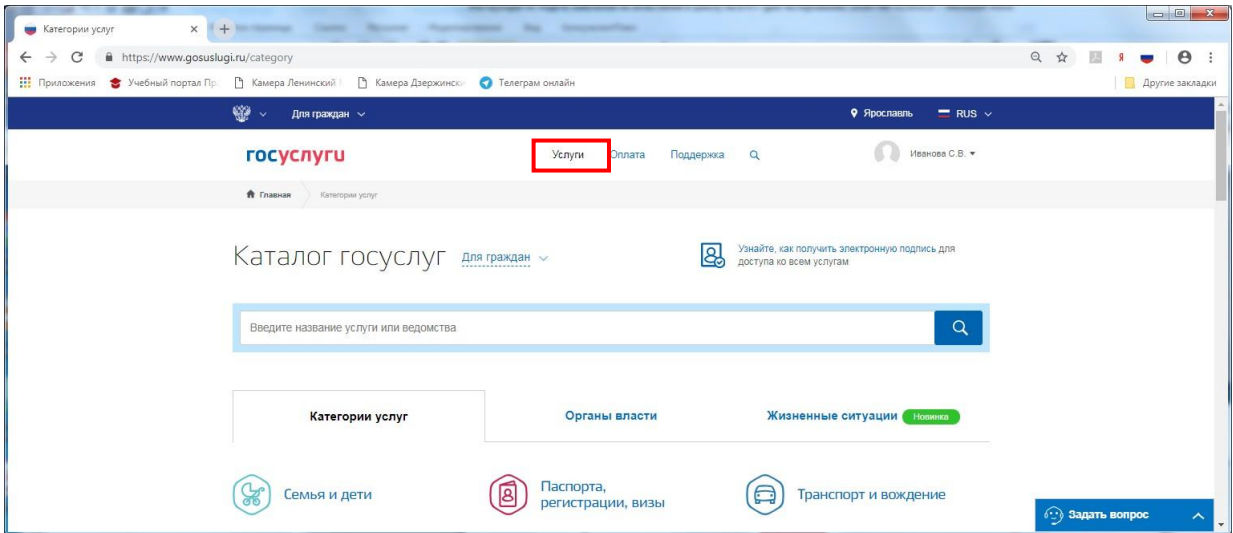 Категории услуг
https://www.gosuslugi.ru/category
Приложения Учебный портал Пр Камера Ленинский Камера Дзержински Телеграм онлайн Другие закладки
Для граждан Ярославль RUS
госуслуги Услуги Оплата Поддержка Иванова С.В.
Главная Категории услуг
Каталог госуслуг Для граждан
Узнайте, как получить электронную подпись для
доступа ко всем услугам
Введите название услуги или ведомства
Категории услуг Органы власти Жизненные ситуации Новинка
Семья и дети
Паспорта,
регистрации, визы
Транспорт и вождение
Задать вопрос